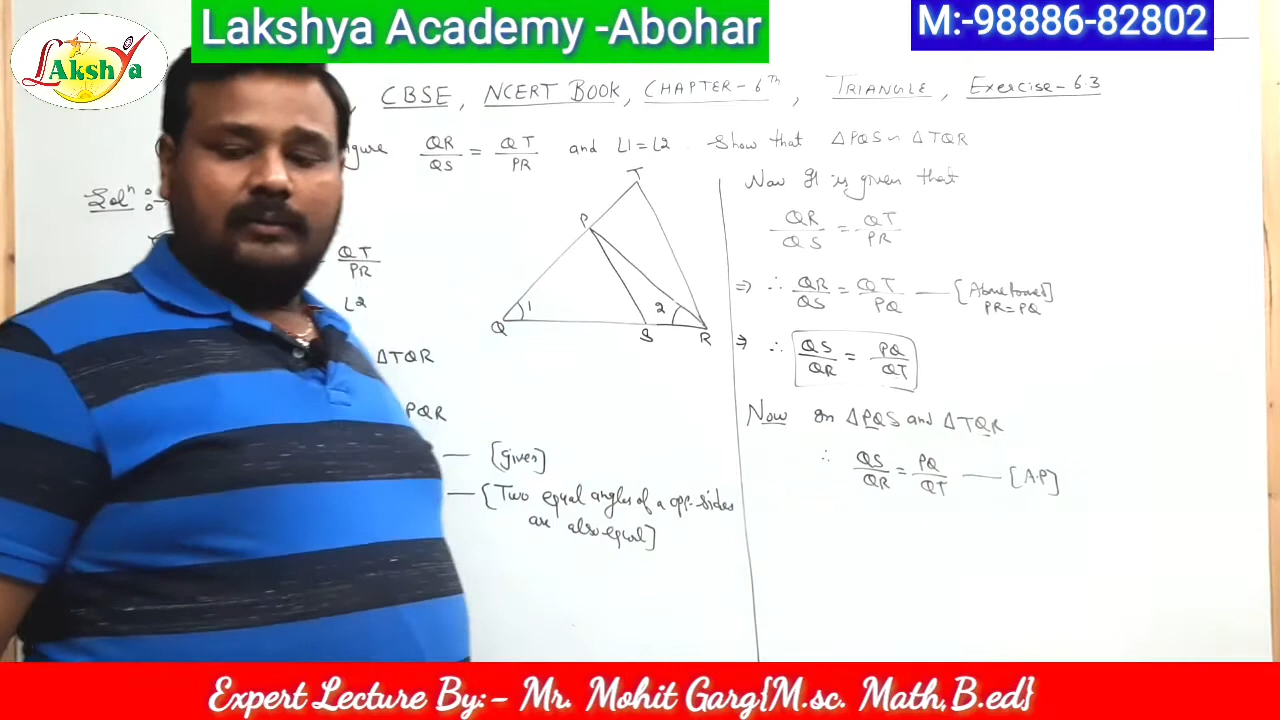 Lakshya Academy -Abohar
M:-98886-82802
Lakshya
, CBSE, NCERT BOOK, CHAPTER-6th, TRIANGLE, Exercise-6.3
gure QR/QS = QT/PR and ∠1=∠2. Show that ΔPQS ~ ΔTQR
Solⁿ
= QT/PR
∠2
ΔTQR
PQR
— [given]
— [Two equal angles of a opp. sides
are also equal]
T
P
Q
1
2
S
R
Now It is given that
QR/QS = QT/PR
⇒ ∴ QR/QS = QT/PQ — [Above proved]
PR=PQ
⇒ ∴ QS/QR = PQ/QT
Now In ΔPQS and ΔTQR
∴ QS/QR = PQ/QT — [A.P]
Expert Lecture By:- Mr. Mohit Garg{M.sc. Math,B.ed}